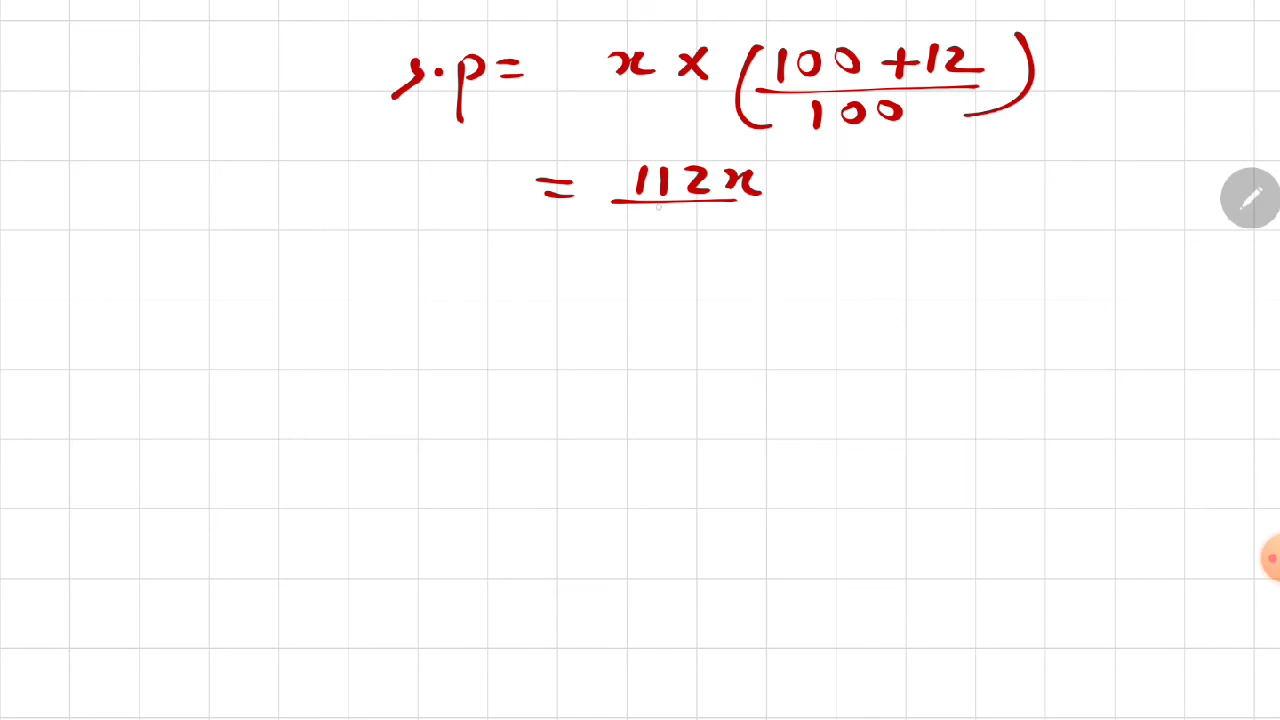 s.p = x × (100 + 12 / 100)
= 112x